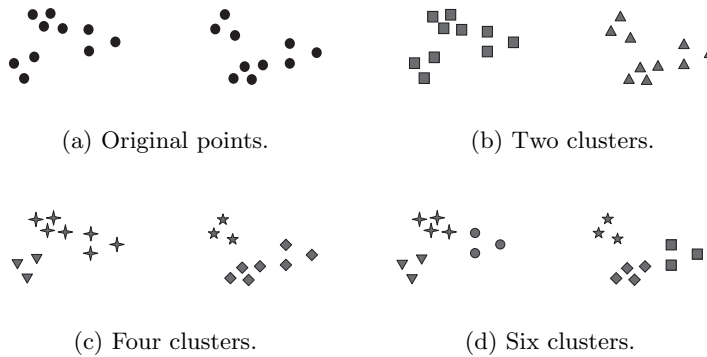 (a) Original points.
(b) Two clusters.
(c) Four clusters.
(d) Six clusters.